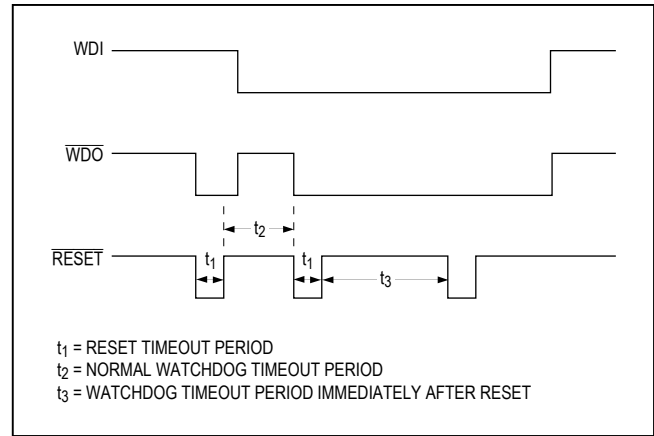 WDI
WDO
t2
RESET
t1
t1
t3
t1 = RESET TIMEOUT PERIOD
t2 = NORMAL WATCHDOG TIMEOUT PERIOD
t3 = WATCHDOG TIMEOUT PERIOD IMMEDIATELY AFTER RESET